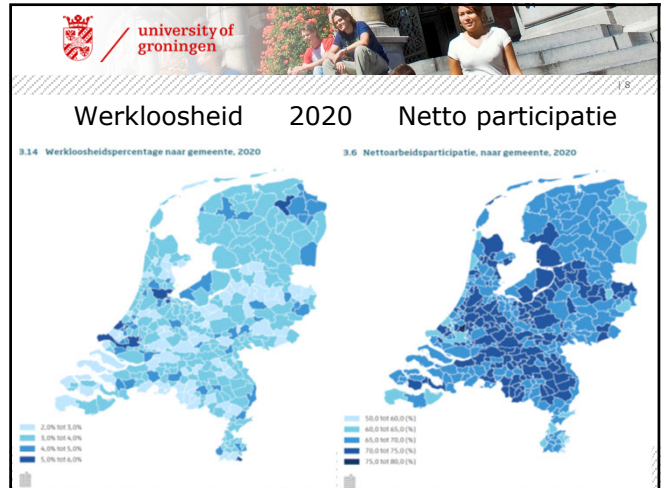 university of
groningen
| 8
Werkloosheid 2020 Netto participatie
3.14 Werkloosheidspercentage naar gemeente, 2020
3.6 Nettoarbeidsparticipatie, naar gemeente, 2020
2,0% tot 3,0%
3,0% tot 4,0%
4,0% tot 5,0%
5,0% tot 6,0%
50,0 tot 60,0 (%)
60,0 tot 65,0 (%)
65,0 tot 70,0 (%)
70,0 tot 75,0 (%)
75,0 tot 80,0 (%)